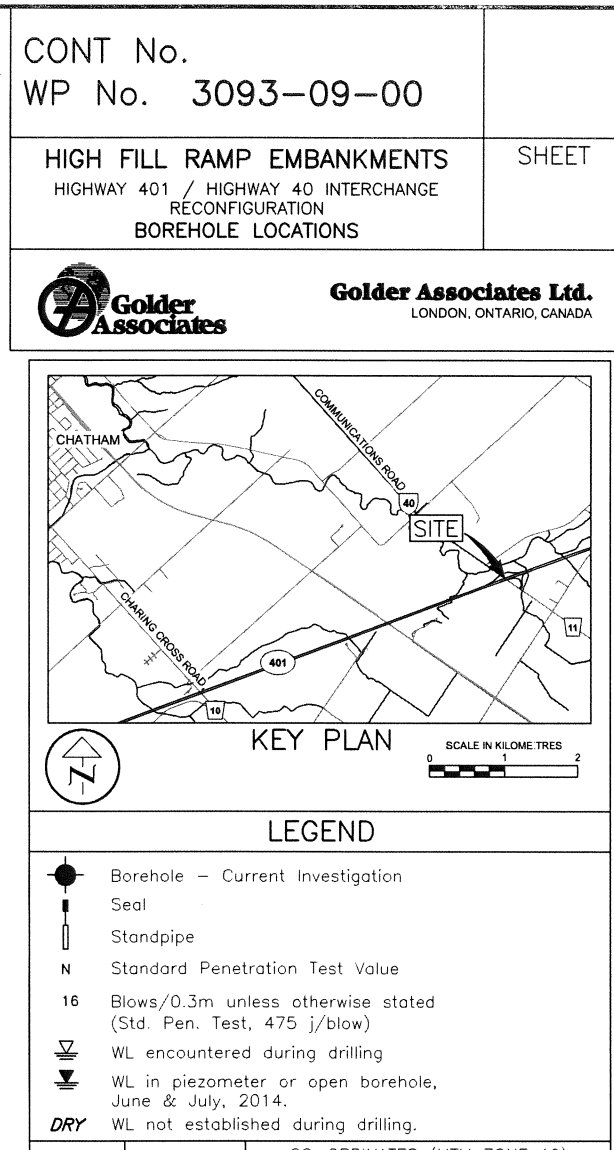 CONT No.
WP No. 3093-09-00
HIGH FILL RAMP EMBANKMENTS
HIGHWAY 401 / HIGHWAY 40 INTERCHANGE
RECONFIGURATION
BOREHOLE LOCATIONS
SHEET
Golder
Associates
Golder Associates Ltd.
LONDON, ONTARIO, CANADA
CHATHAM
COMMUNICATIONS ROAD
40
SITE
CHARING CROSS ROAD
401
10
11
KEY PLAN
N
SCALE IN KILOMETRES
0 1 2
LEGEND
Borehole – Current Investigation
Seal
Standpipe
N Standard Penetration Test Value
16 Blows/0.3m unless otherwise stated
(Std. Pen. Test, 475 j/blow)
WL encountered during drilling
WL in piezometer or open borehole,
June & July, 2014.
DRY WL not established during drilling.